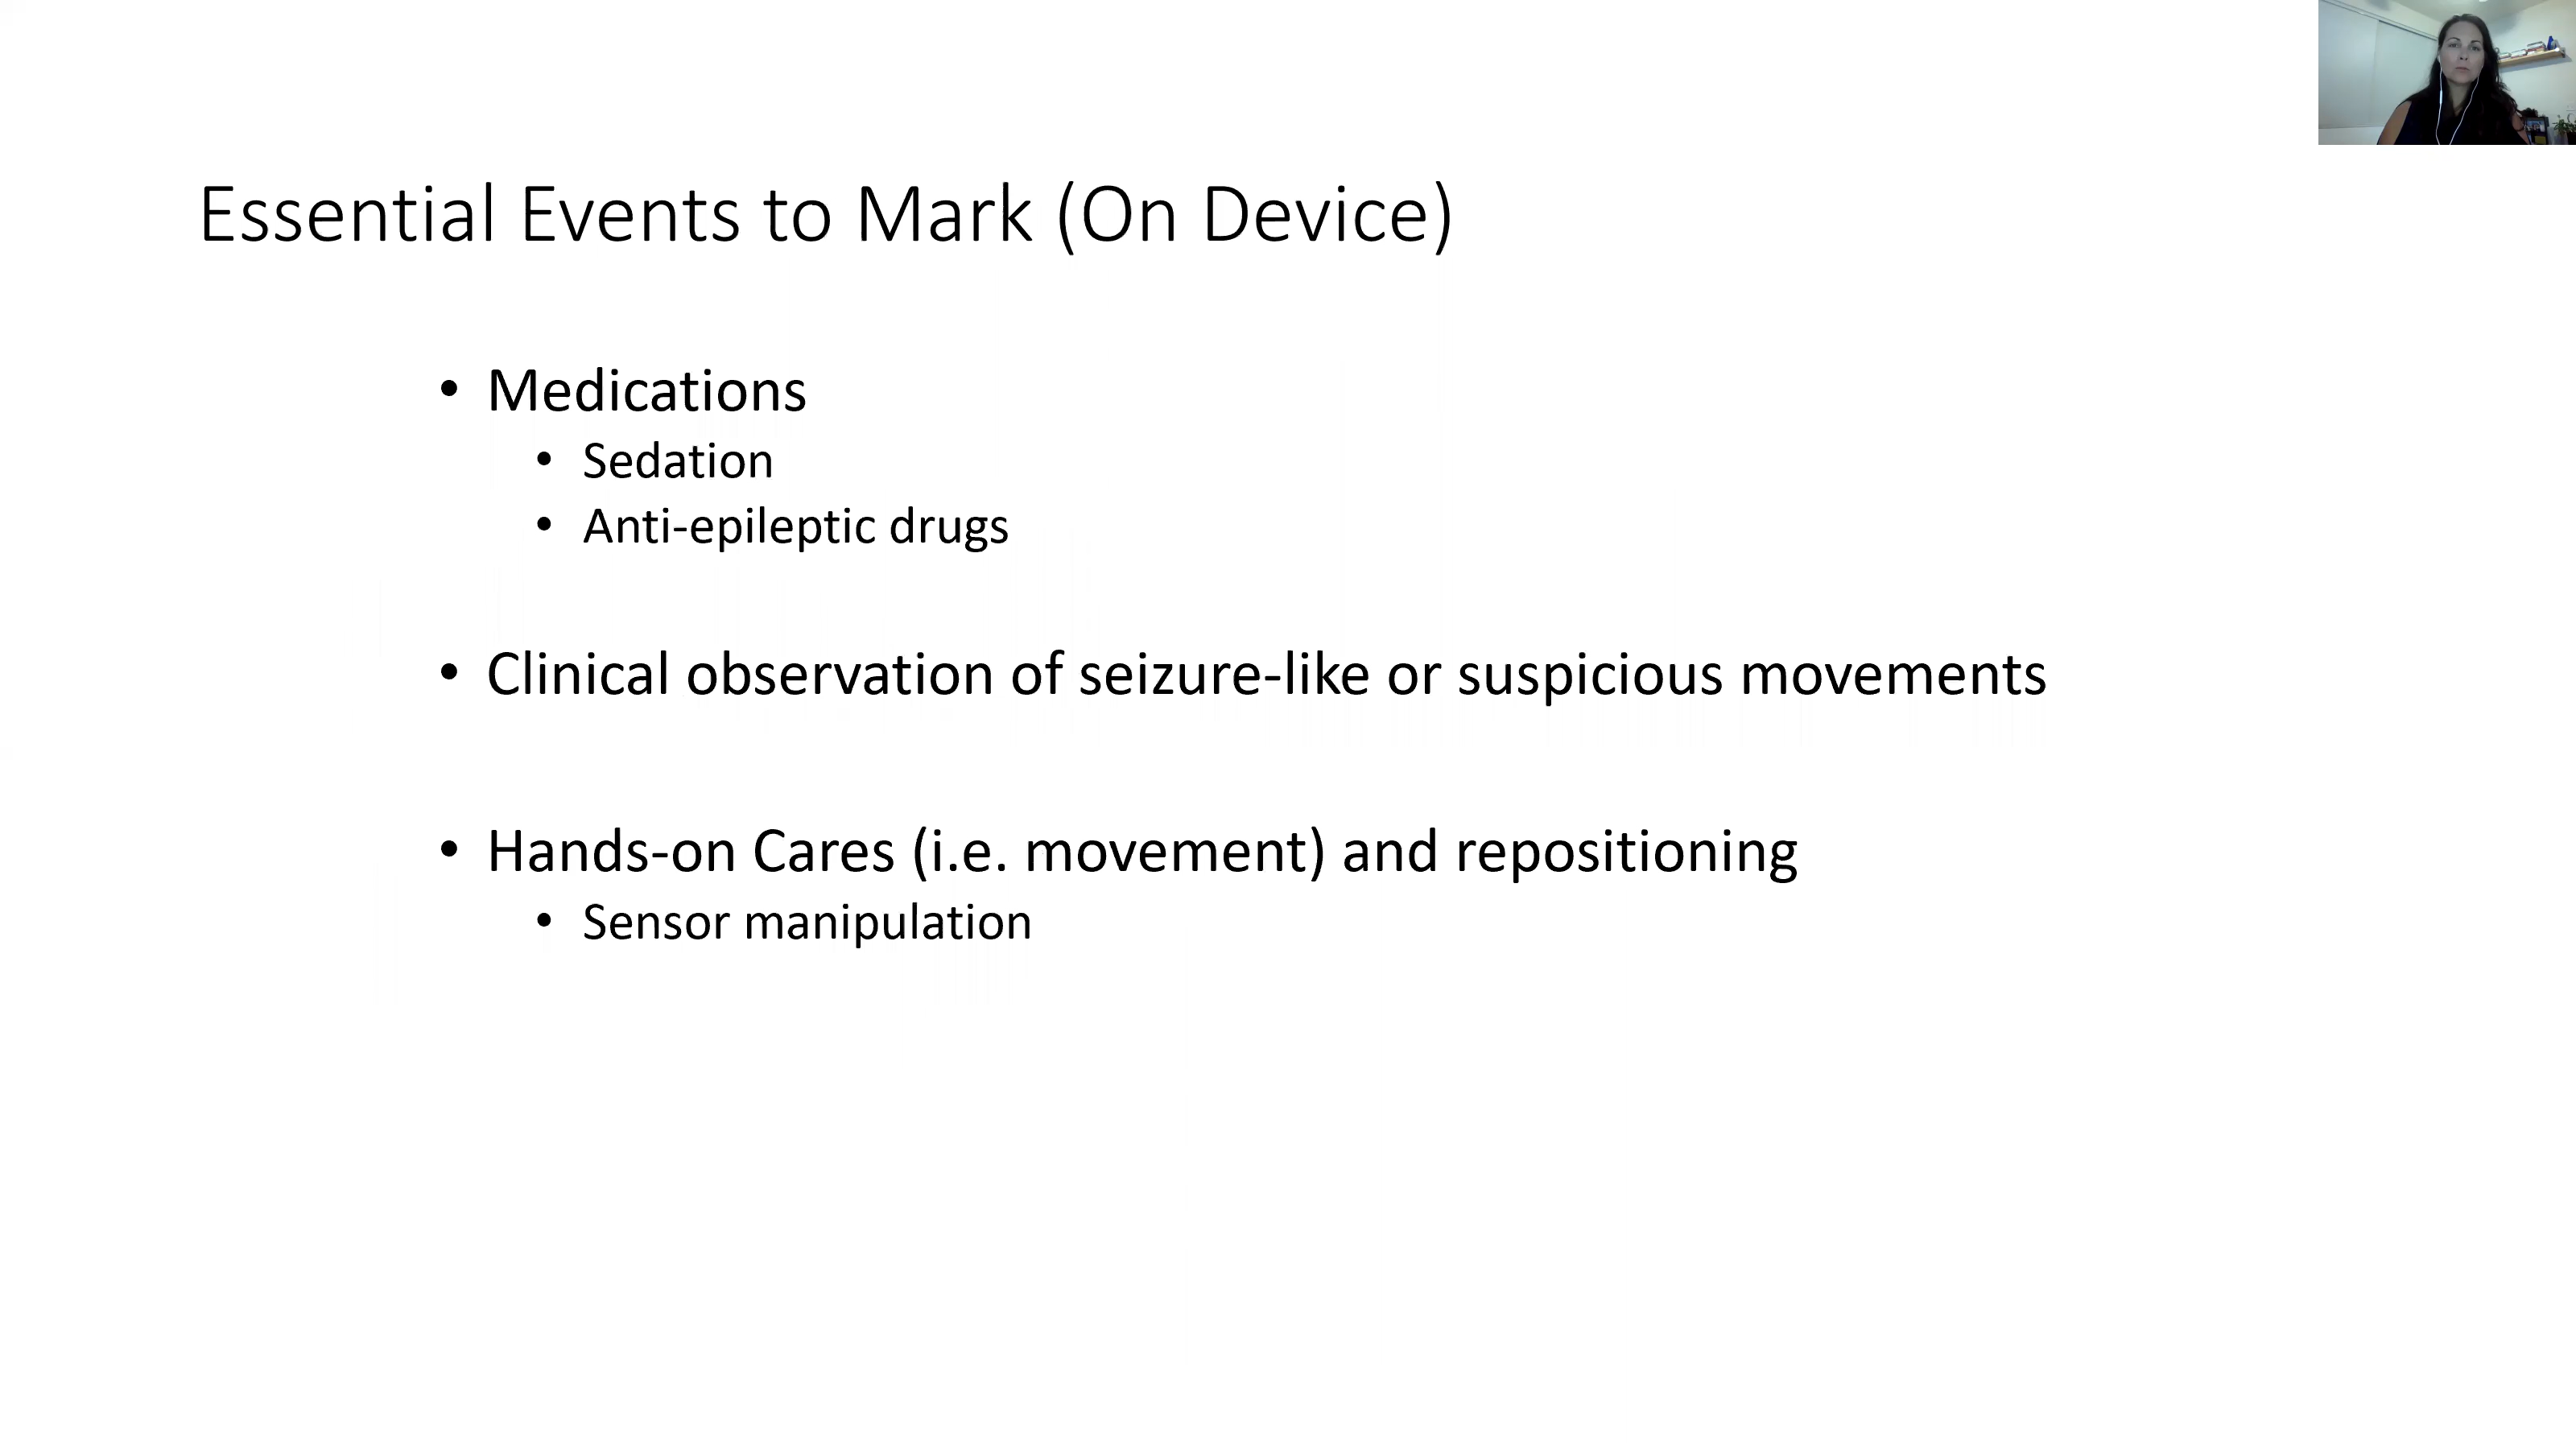 Essential Events to Mark (On Device)
• Medications
• Sedation
• Anti-epileptic drugs
• Clinical observation of seizure-like or suspicious movements
• Hands-on Cares (i.e. movement) and repositioning
• Sensor manipulation